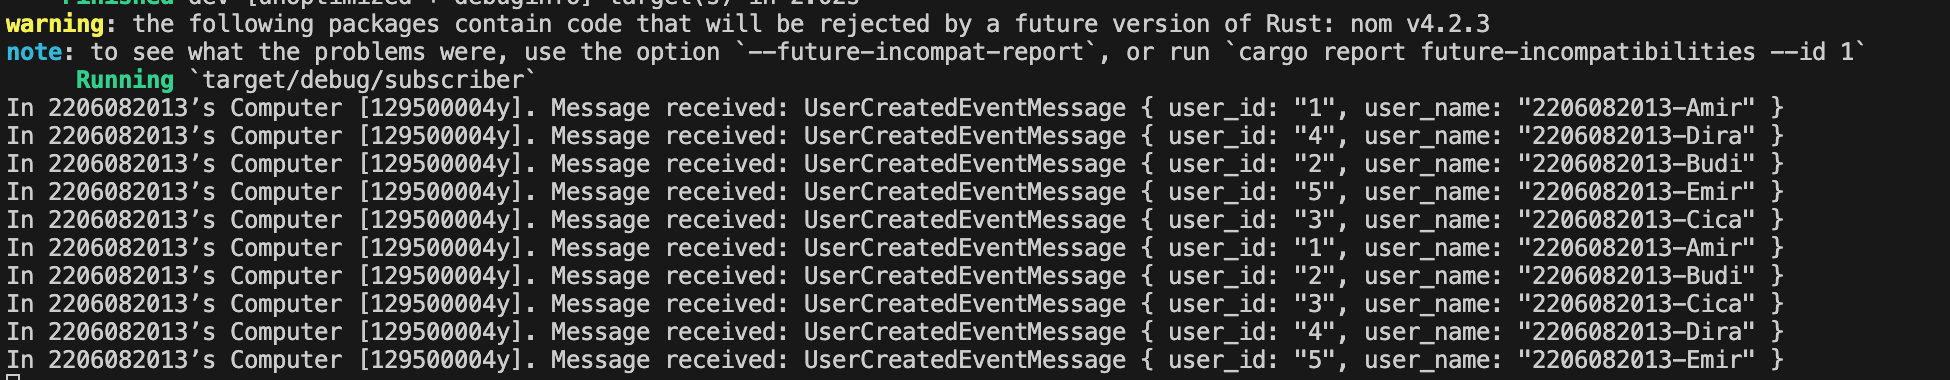 Finished dev [unoptimized + debuginfo] target(s) in 2.02s
warning: the following packages contain code that will be rejected by a future version of Rust: nom v4.2.3
note: to see what the problems were, use the option `--future-incompat-report`, or run `cargo report future-incompatibilities --id 1`
Running `target/debug/subscriber`
In 2206082013’s Computer [129500004y]. Message received: UserCreatedEventMessage { user_id: "1", user_name: "2206082013-Amir" }
In 2206082013’s Computer [129500004y]. Message received: UserCreatedEventMessage { user_id: "4", user_name: "2206082013-Dira" }
In 2206082013’s Computer [129500004y]. Message received: UserCreatedEventMessage { user_id: "2", user_name: "2206082013-Budi" }
In 2206082013’s Computer [129500004y]. Message received: UserCreatedEventMessage { user_id: "5", user_name: "2206082013-Emir" }
In 2206082013’s Computer [129500004y]. Message received: UserCreatedEventMessage { user_id: "3", user_name: "2206082013-Cica" }
In 2206082013’s Computer [129500004y]. Message received: UserCreatedEventMessage { user_id: "1", user_name: "2206082013-Amir" }
In 2206082013’s Computer [129500004y]. Message received: UserCreatedEventMessage { user_id: "2", user_name: "2206082013-Budi" }
In 2206082013’s Computer [129500004y]. Message received: UserCreatedEventMessage { user_id: "3", user_name: "2206082013-Cica" }
In 2206082013’s Computer [129500004y]. Message received: UserCreatedEventMessage { user_id: "4", user_name: "2206082013-Dira" }
In 2206082013’s Computer [129500004y]. Message received: UserCreatedEventMessage { user_id: "5", user_name: "2206082013-Emir" }